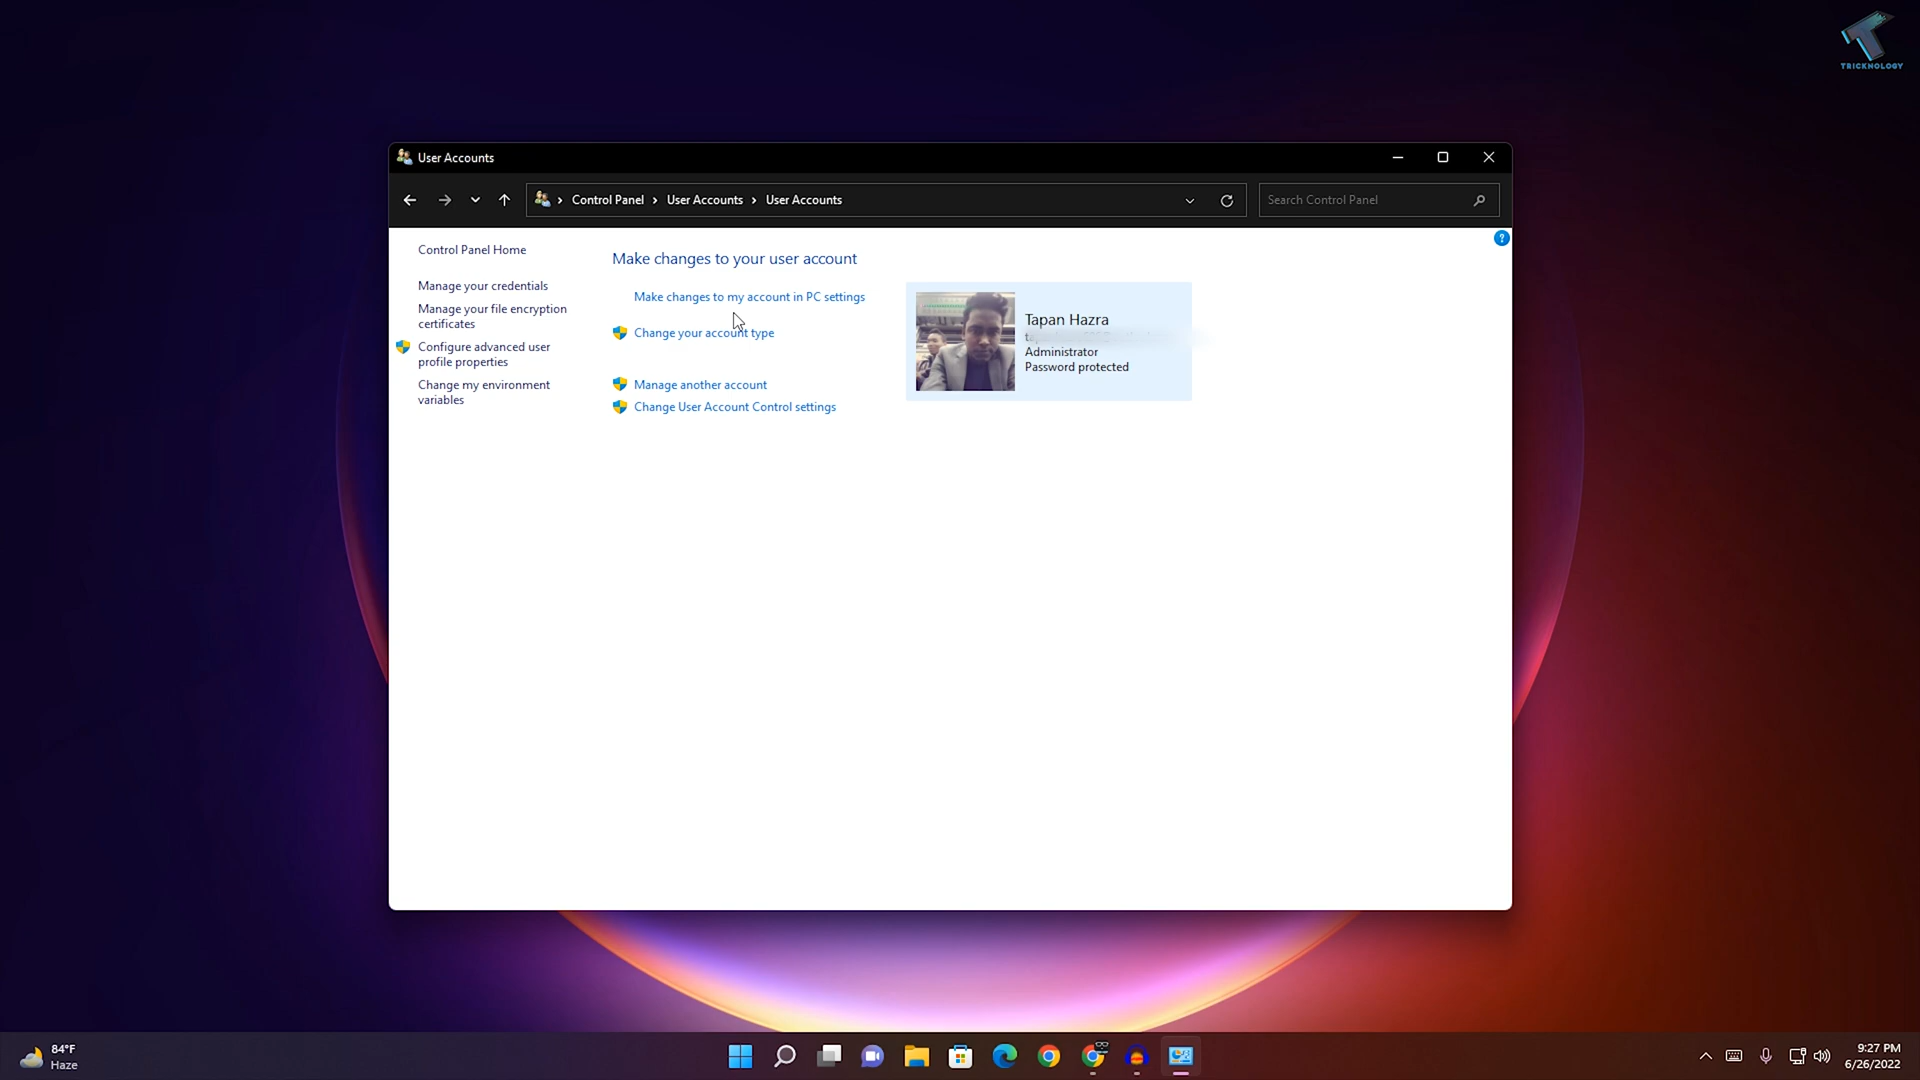 TRICKNOLOGY
User Accounts
Control Panel > User Accounts > User Accounts
Search Control Panel
Control Panel Home
Manage your credentials
Manage your file encryption
certificates
Configure advanced user
profile properties
Change my environment
variables
Make changes to your user account
Make changes to my account in PC settings
Change your account type
Manage another account
Change User Account Control settings
Tapan Hazra
Administrator
Password protected
?
84°F
Haze
9:27 PM
6/26/2022